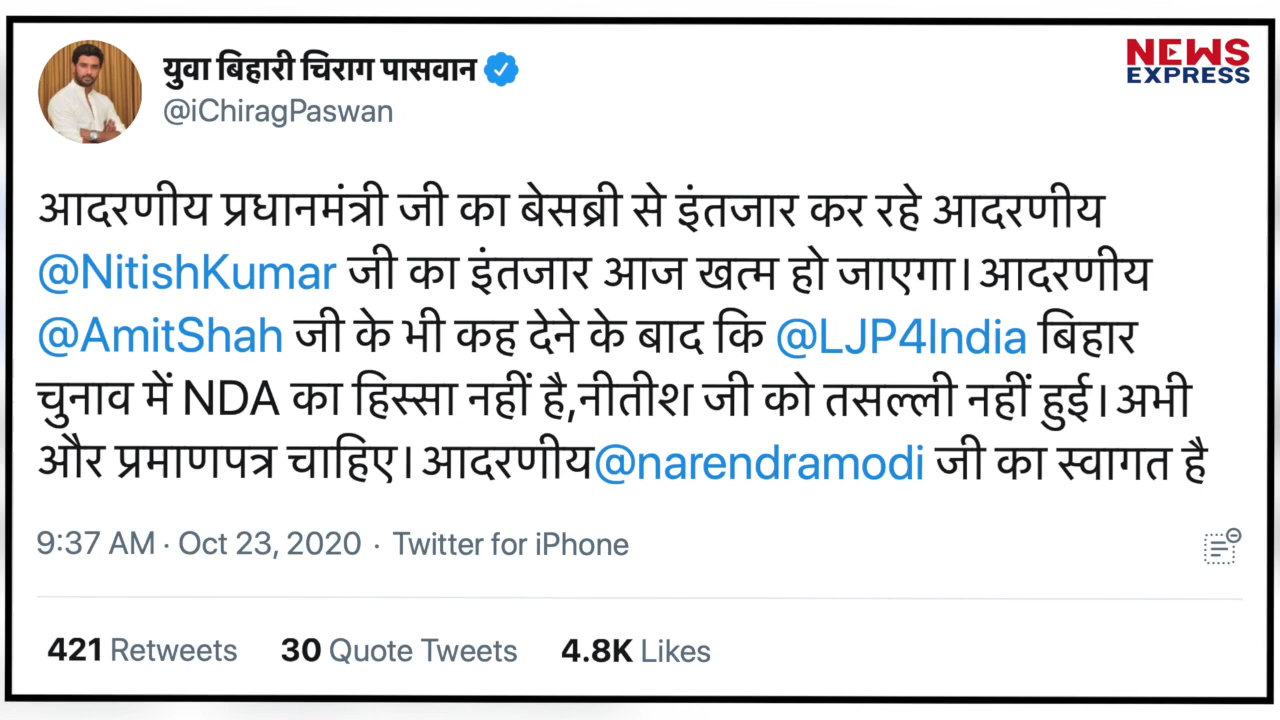 युवा बिहारी चिराग पासवान
@iChiragPaswan
NEWS
EXPRESS
आदरणीय प्रधानमंत्री जी का बेसब्री से इंतजार कर रहे आदरणीय
@NitishKumar जी का इंतजार आज खत्म हो जाएगा।आदरणीय
@AmitShah जी के भी कह देने के बाद कि @LJP4India बिहार
चुनाव में NDA का हिस्सा नहीं है,नीतीश जी को तसल्ली नहीं हुई।अभी
और प्रमाणपत्र चाहिए।आदरणीय@narendramodi जी का स्वागत है
9:37 AM · Oct 23, 2020 · Twitter for iPhone
421 Retweets 30 Quote Tweets 4.8K Likes